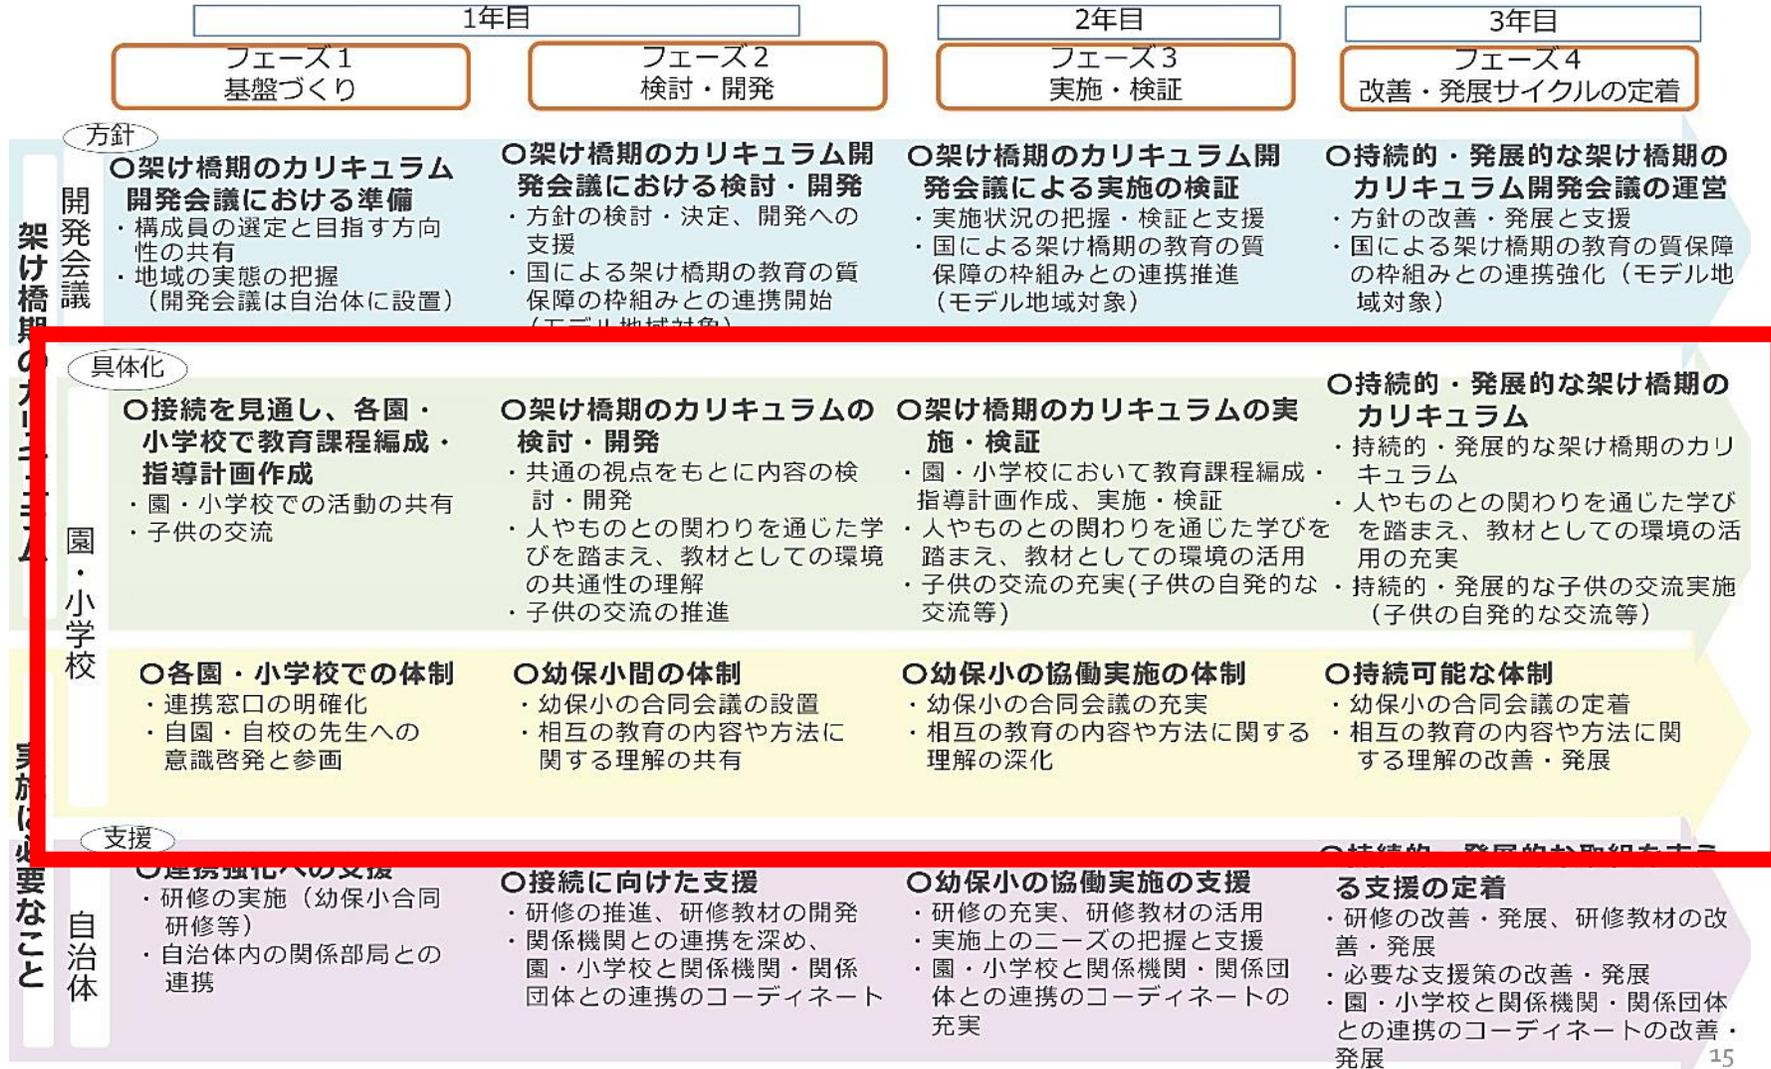 1年目
2年目
3年目
フェーズ1
基盤づくり
フェーズ2
検討・開発
フェーズ3
実施・検証
フェーズ4
改善・発展サイクルの定着
架け橋期のカリキュラム
方針
開発会議
○架け橋期のカリキュラム
開発会議における準備
・構成員の選定と目指す方向
性の共有
・地域の実態の把握
（開発会議は自治体に設置）
○架け橋期のカリキュラム開
発会議における検討・開発
・方針の検討・決定、開発への
支援
・国による架け橋期の教育の質
保障の枠組みとの連携開始
（モデル地域対象）
○架け橋期のカリキュラム開
発会議による実施の検証
・実施状況の把握・検証と支援
・国による架け橋期の教育の質
保障の枠組みとの連携推進
（モデル地域対象）
○持続的・発展的な架け橋期の
カリキュラム開発会議の運営
・方針の改善・発展と支援
・国による架け橋期の教育の質保障
の枠組みとの連携強化（モデル地
域対象）
具体化
園・小学校
○接続を見通し、各園・
小学校で教育課程編成・
指導計画作成
・園・小学校での活動の共有
・子供の交流
○架け橋期のカリキュラムの
検討・開発
・共通の視点をもとに内容の検
討・開発
・人やものとの関わりを通じた学
びを踏まえ、教材としての環境
の共通性の理解
・子供の交流の推進
○架け橋期のカリキュラムの実
施・検証
・園・小学校において教育課程編成・
指導計画作成、実施・検証
・人やものとの関わりを通じた学びを
踏まえ、教材としての環境の活用
・子供の交流の充実(子供の自発的な
交流等)
○持続的・発展的な架け橋期の
カリキュラム
・持続的・発展的な架け橋期のカリ
キュラム
・人やものとの関わりを通じた学び
を踏まえ、教材としての環境の活
用の充実
・持続的・発展的な子供の交流実施
（子供の自発的な交流等）
実施に必要なこと
○各園・小学校での体制
・連携窓口の明確化
・自園・自校の先生への
意識啓発と参画
○幼保小間の体制
・幼保小の合同会議の設置
・相互の教育の内容や方法に
関する理解の共有
○幼保小の協働実施の体制
・幼保小の合同会議の充実
・相互の教育の内容や方法に関する
理解の深化
○持続可能な体制
・幼保小の合同会議の定着
・相互の教育の内容や方法に関
する理解の改善・発展
支援
自治体
○連携強化への支援
・研修の実施（幼保小合同
研修等）
・自治体内の関係部局との
連携
○接続に向けた支援
・研修の推進、研修教材の開発
・関係機関との連携を深め、
園・小学校と関係機関・関係
団体との連携のコーディネート
○幼保小の協働実施の支援
・研修の充実、研修教材の活用
・実施上のニーズの把握と支援
・園・小学校と関係機関・関係団
体との連携のコーディネートの
充実
○持続的・発展的な取組を支え
る支援の定着
・研修の改善・発展、研修教材の改
善・発展
・必要な支援策の改善・発展
・園・小学校と関係機関・関係団体
との連携のコーディネートの改善・
発展
15